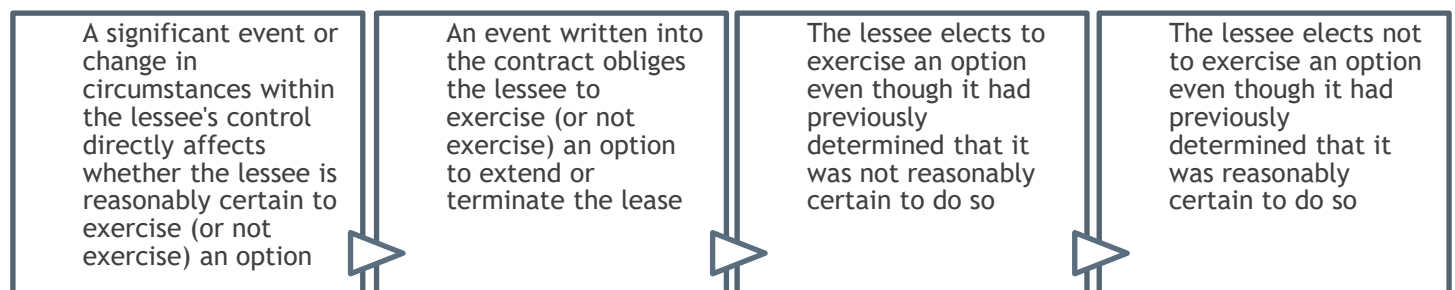 A significant event or
change in
circumstances within
the lessee's control
directly affects
whether the lessee is
reasonably certain to
exercise (or not
exercise) an option
An event written into
the contract obliges
the lessee to
exercise (or not
exercise) an option
to extend or
terminate the lease
The lessee elects to
exercise an option
even though it had
previously
determined that it
was not reasonably
certain to do so
The lessee elects not
to exercise an option
even though it had
previously
determined that it
was reasonably
certain to do so